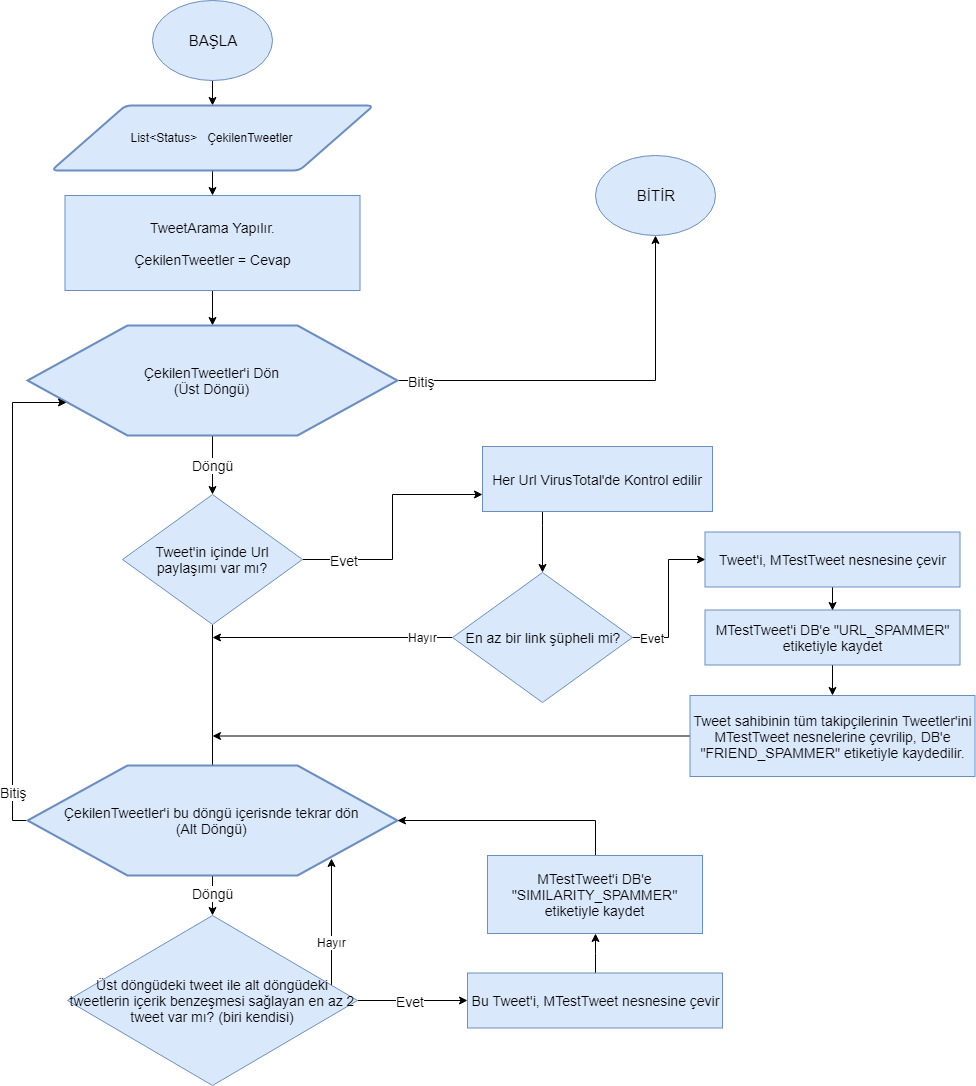 BAŞLA
List<Status> ÇekilenTweetler
TweetArama Yapılır.
ÇekilenTweetler = Cevap
BİTİR
ÇekilenTweetler'i Dön
(Üst Döngü)
Bitiş
Döngü
Her Url VirusTotal'de Kontrol edilir
Tweet'in içinde Url
paylaşımı var mı?
Evet
Tweet'i, MTestTweet nesnesine çevir
En az bir link şüpheli mi?
Hayır
Evet
MTestTweet'i DB'e "URL_SPAMMER"
etiketiyle kaydet
Tweet sahibinin tüm takipçilerinin Tweetler'ini
MTestTweet nesnelerine çevrilip, DB'e
"FRIEND_SPAMMER" etiketiyle kaydedilir.
Bitiş
ÇekilenTweetler'i bu döngü içerisnde tekrar dön
(Alt Döngü)
Döngü
MTestTweet'i DB'e
"SIMILARITY_SPAMMER"
etiketiyle kaydet
Hayır
Üst döngüdeki tweet ile alt döngüdeki
tweetlerin içerik benzeşmesi sağlayan en az 2
tweet var mı? (biri kendisi)
Evet
Bu Tweet'i, MTestTweet nesnesine çevir